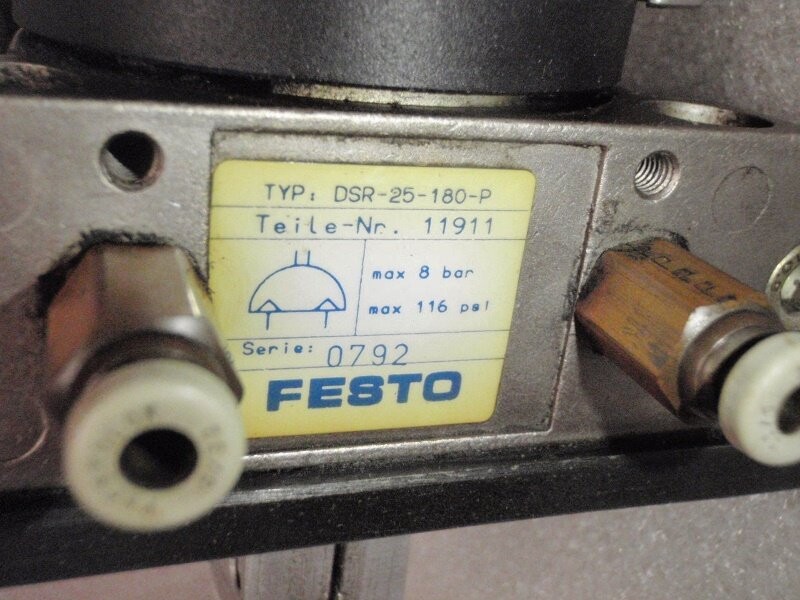 TYP: DSR-25-180-P
Teile-Nr. 11911
max 8 bar
max 116 psi
Serie: 0792
FESTO